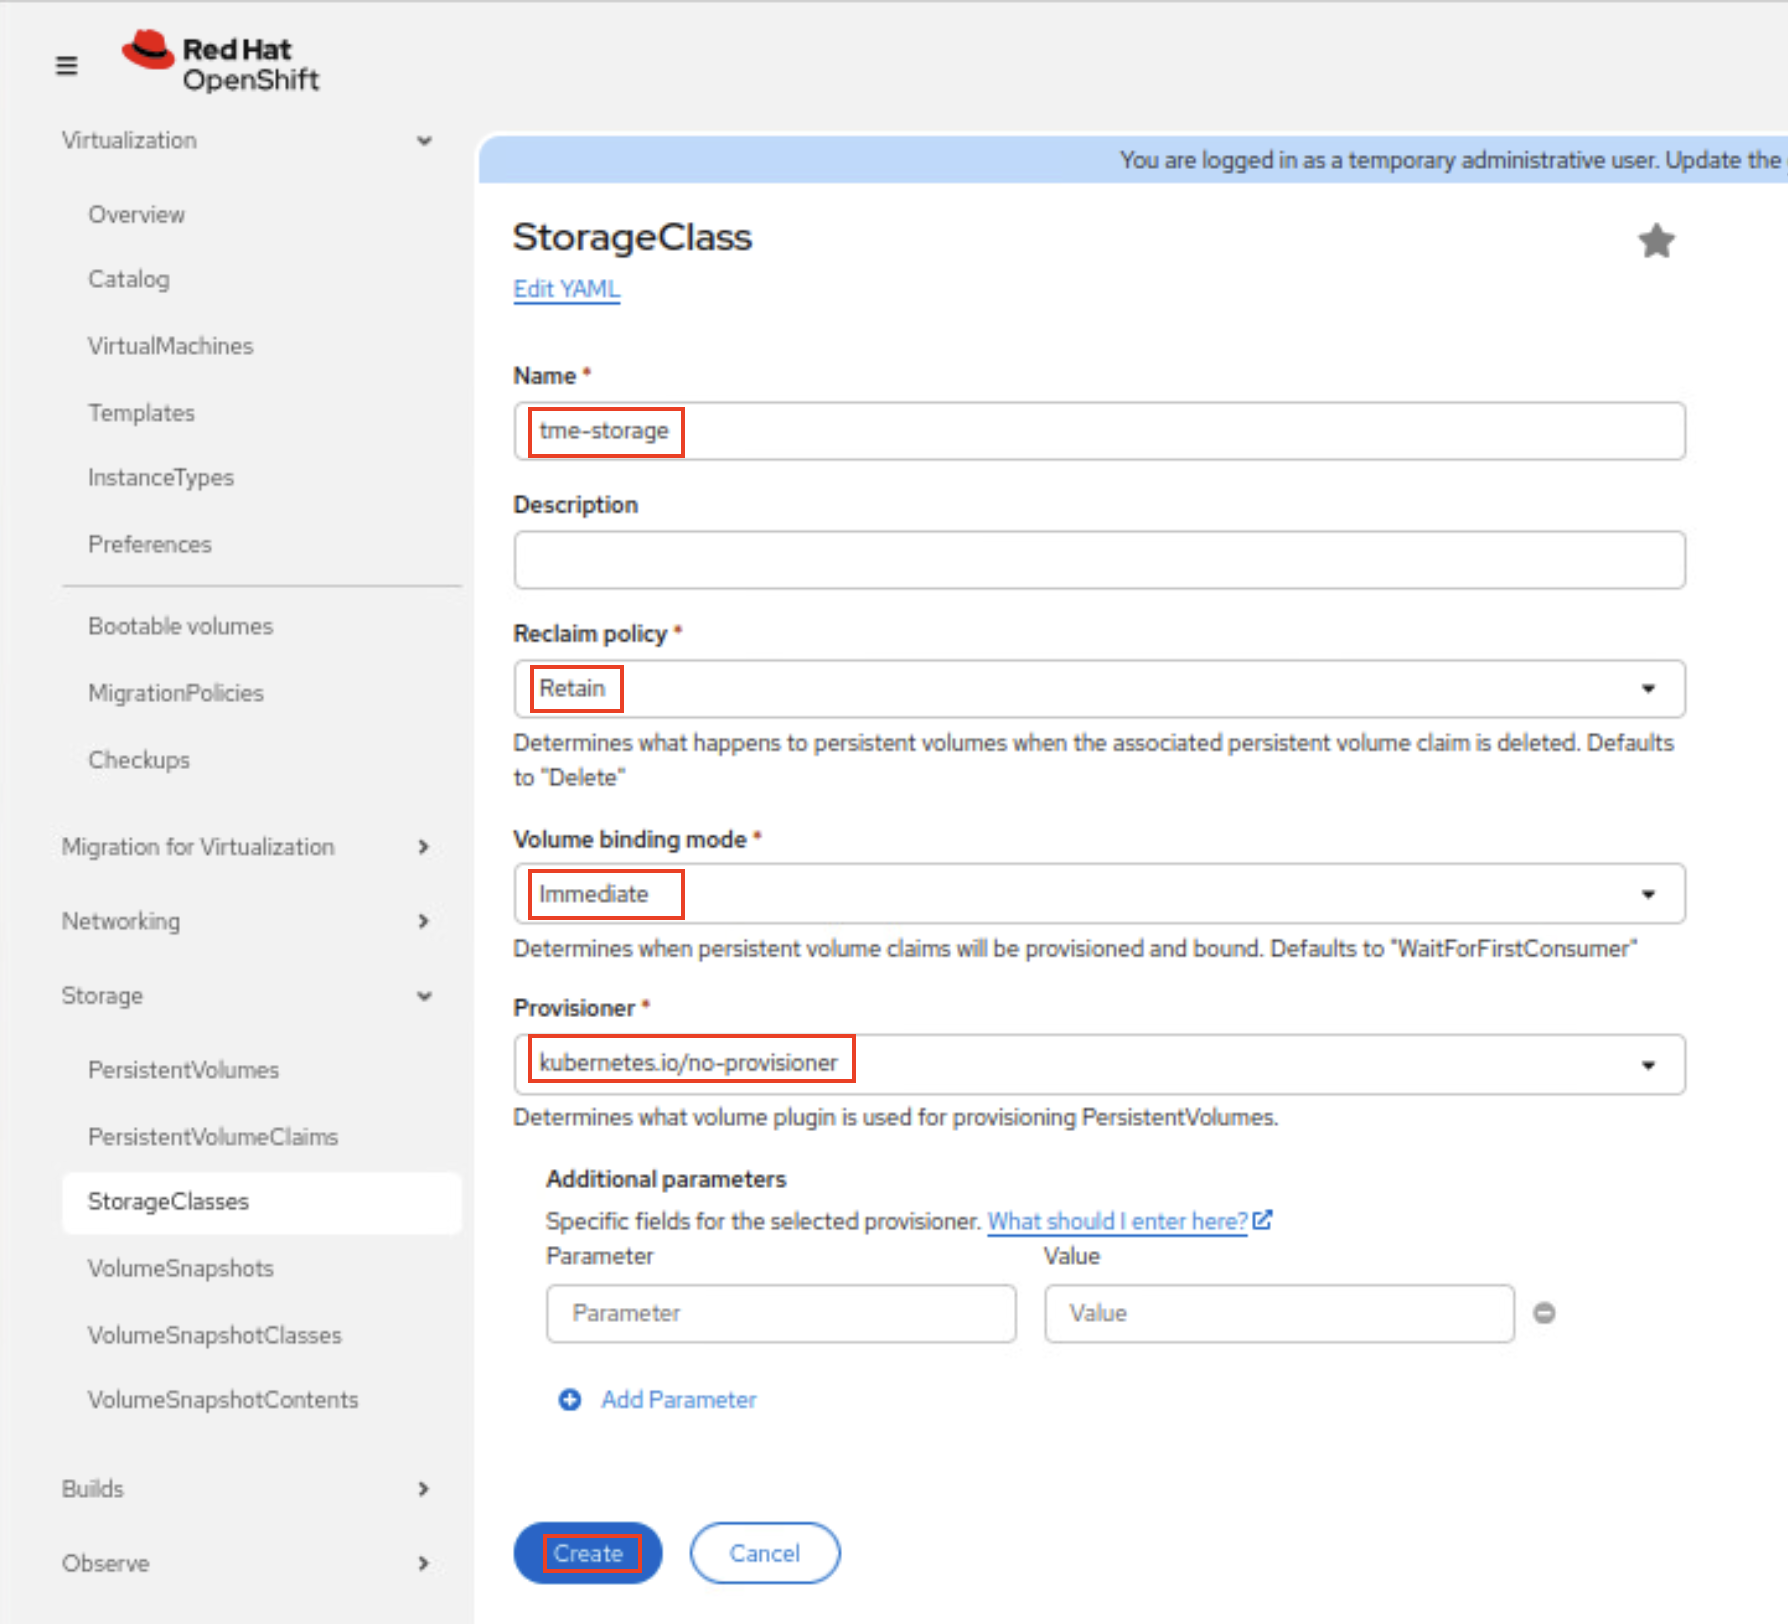 Red Hat
OpenShift
Virtualization
Overview
Catalog
VirtualMachines
Templates
InstanceTypes
Preferences
Bootable volumes
MigrationPolicies
Checkups
Migration for Virtualization
Networking
Storage
PersistentVolumes
PersistentVolumeClaims
StorageClasses
VolumeSnapshots
VolumeSnapshotClasses
VolumeSnapshotContents
Builds
Observe
You are logged in as a temporary administrative user. Update the
StorageClass
Edit YAML
Name *
tme-storage
Description
Reclaim policy *
Retain
Determines what happens to persistent volumes when the associated persistent volume claim is deleted. Defaults
to "Delete"
Volume binding mode *
Immediate
Determines when persistent volume claims will be provisioned and bound. Defaults to "WaitForFirstConsumer"
Provisioner *
kubernetes.io/no-provisioner
Determines what volume plugin is used for provisioning PersistentVolumes.
Additional parameters
Specific fields for the selected provisioner. What should I enter here?
Parameter Value
Parameter Value
Add Parameter
Create Cancel